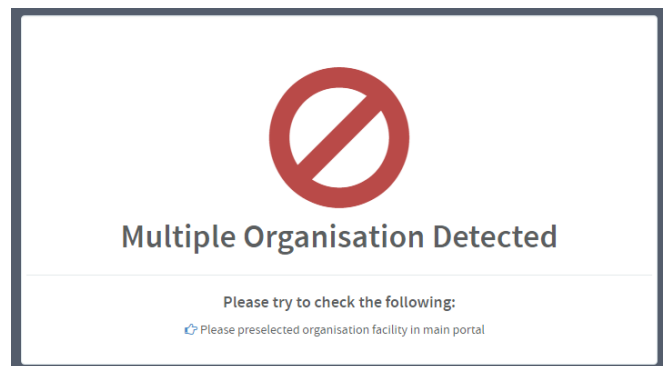 Multiple Organisation Detected
Please try to check the following:
Please preselected organisation facility in main portal